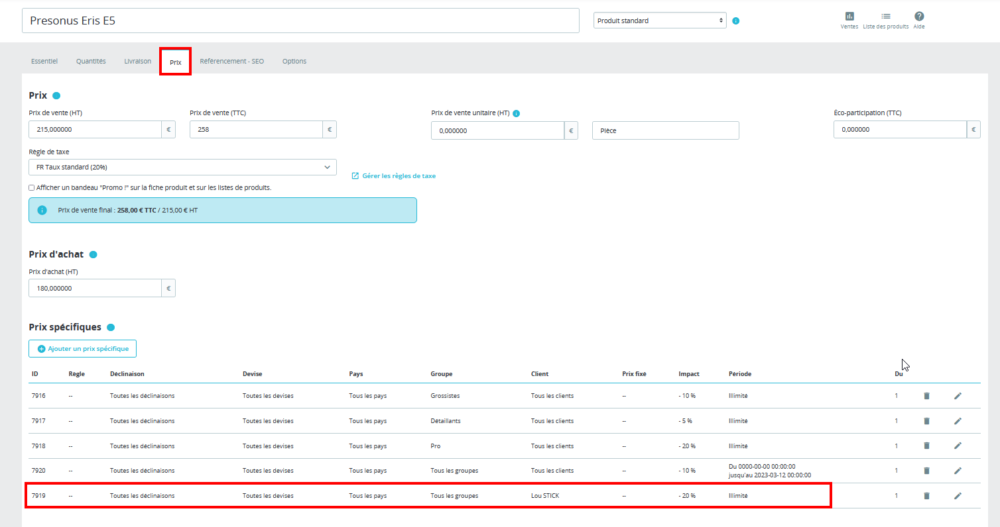 Presonus Eris E5
Produit standard
Ventes Liste des produits Aide
Essentiel Quantités Livraison Prix Référencement - SEO Options
Prix
Prix de vente (HT) Prix de vente (TTC) Prix de vente unitaire (HT) Éco-participation (TTC)
215,000000 € 258 € 0,000000 € Pièce 0,000000 €
Règle de taxe
FR Taux standard (20%)
Gérer les règles de taxe
Afficher un bandeau "Promo !" sur la fiche produit et sur les listes de produits.
Prix de vente final : 258,00 € TTC / 215,00 € HT
Prix d'achat
Prix d'achat (HT)
180,000000 €
Prix spécifiques
Ajouter un prix spécifique
ID Règle Déclinaison Devise Pays Groupe Client Prix fixé Impact Période Du
7916 -- Toutes les déclinaisons Toutes les devises Tous les pays Grossistes Tous les clients -- - 10 % Illimité 1
7917 -- Toutes les déclinaisons Toutes les devises Tous les pays Détaillants Tous les clients -- - 5 % Illimité 1
7918 -- Toutes les déclinaisons Toutes les devises Tous les pays Pro Tous les clients -- - 20 % Illimité 1
7920 -- Toutes les déclinaisons Toutes les devises Tous les pays Tous les groupes Tous les clients -- - 10 % Du 0000-00-00 00:00:00 1
jusqu'au 2023-03-12 00:00:00
7919 -- Toutes les déclinaisons Toutes les devises Tous les pays Tous les groupes Lou STICK -- - 20 % Illimité 1